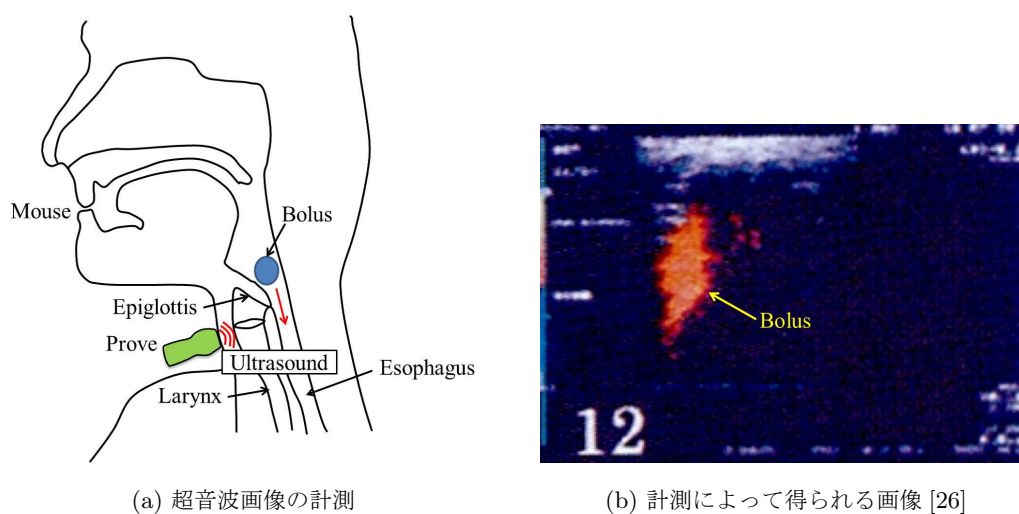 Mouse
Bolus
Epiglottis
Prove
Ultrasound
Larynx
Esophagus
(a) 超音波画像の計測
Bolus
12
(b) 計測によって得られる画像 [26]